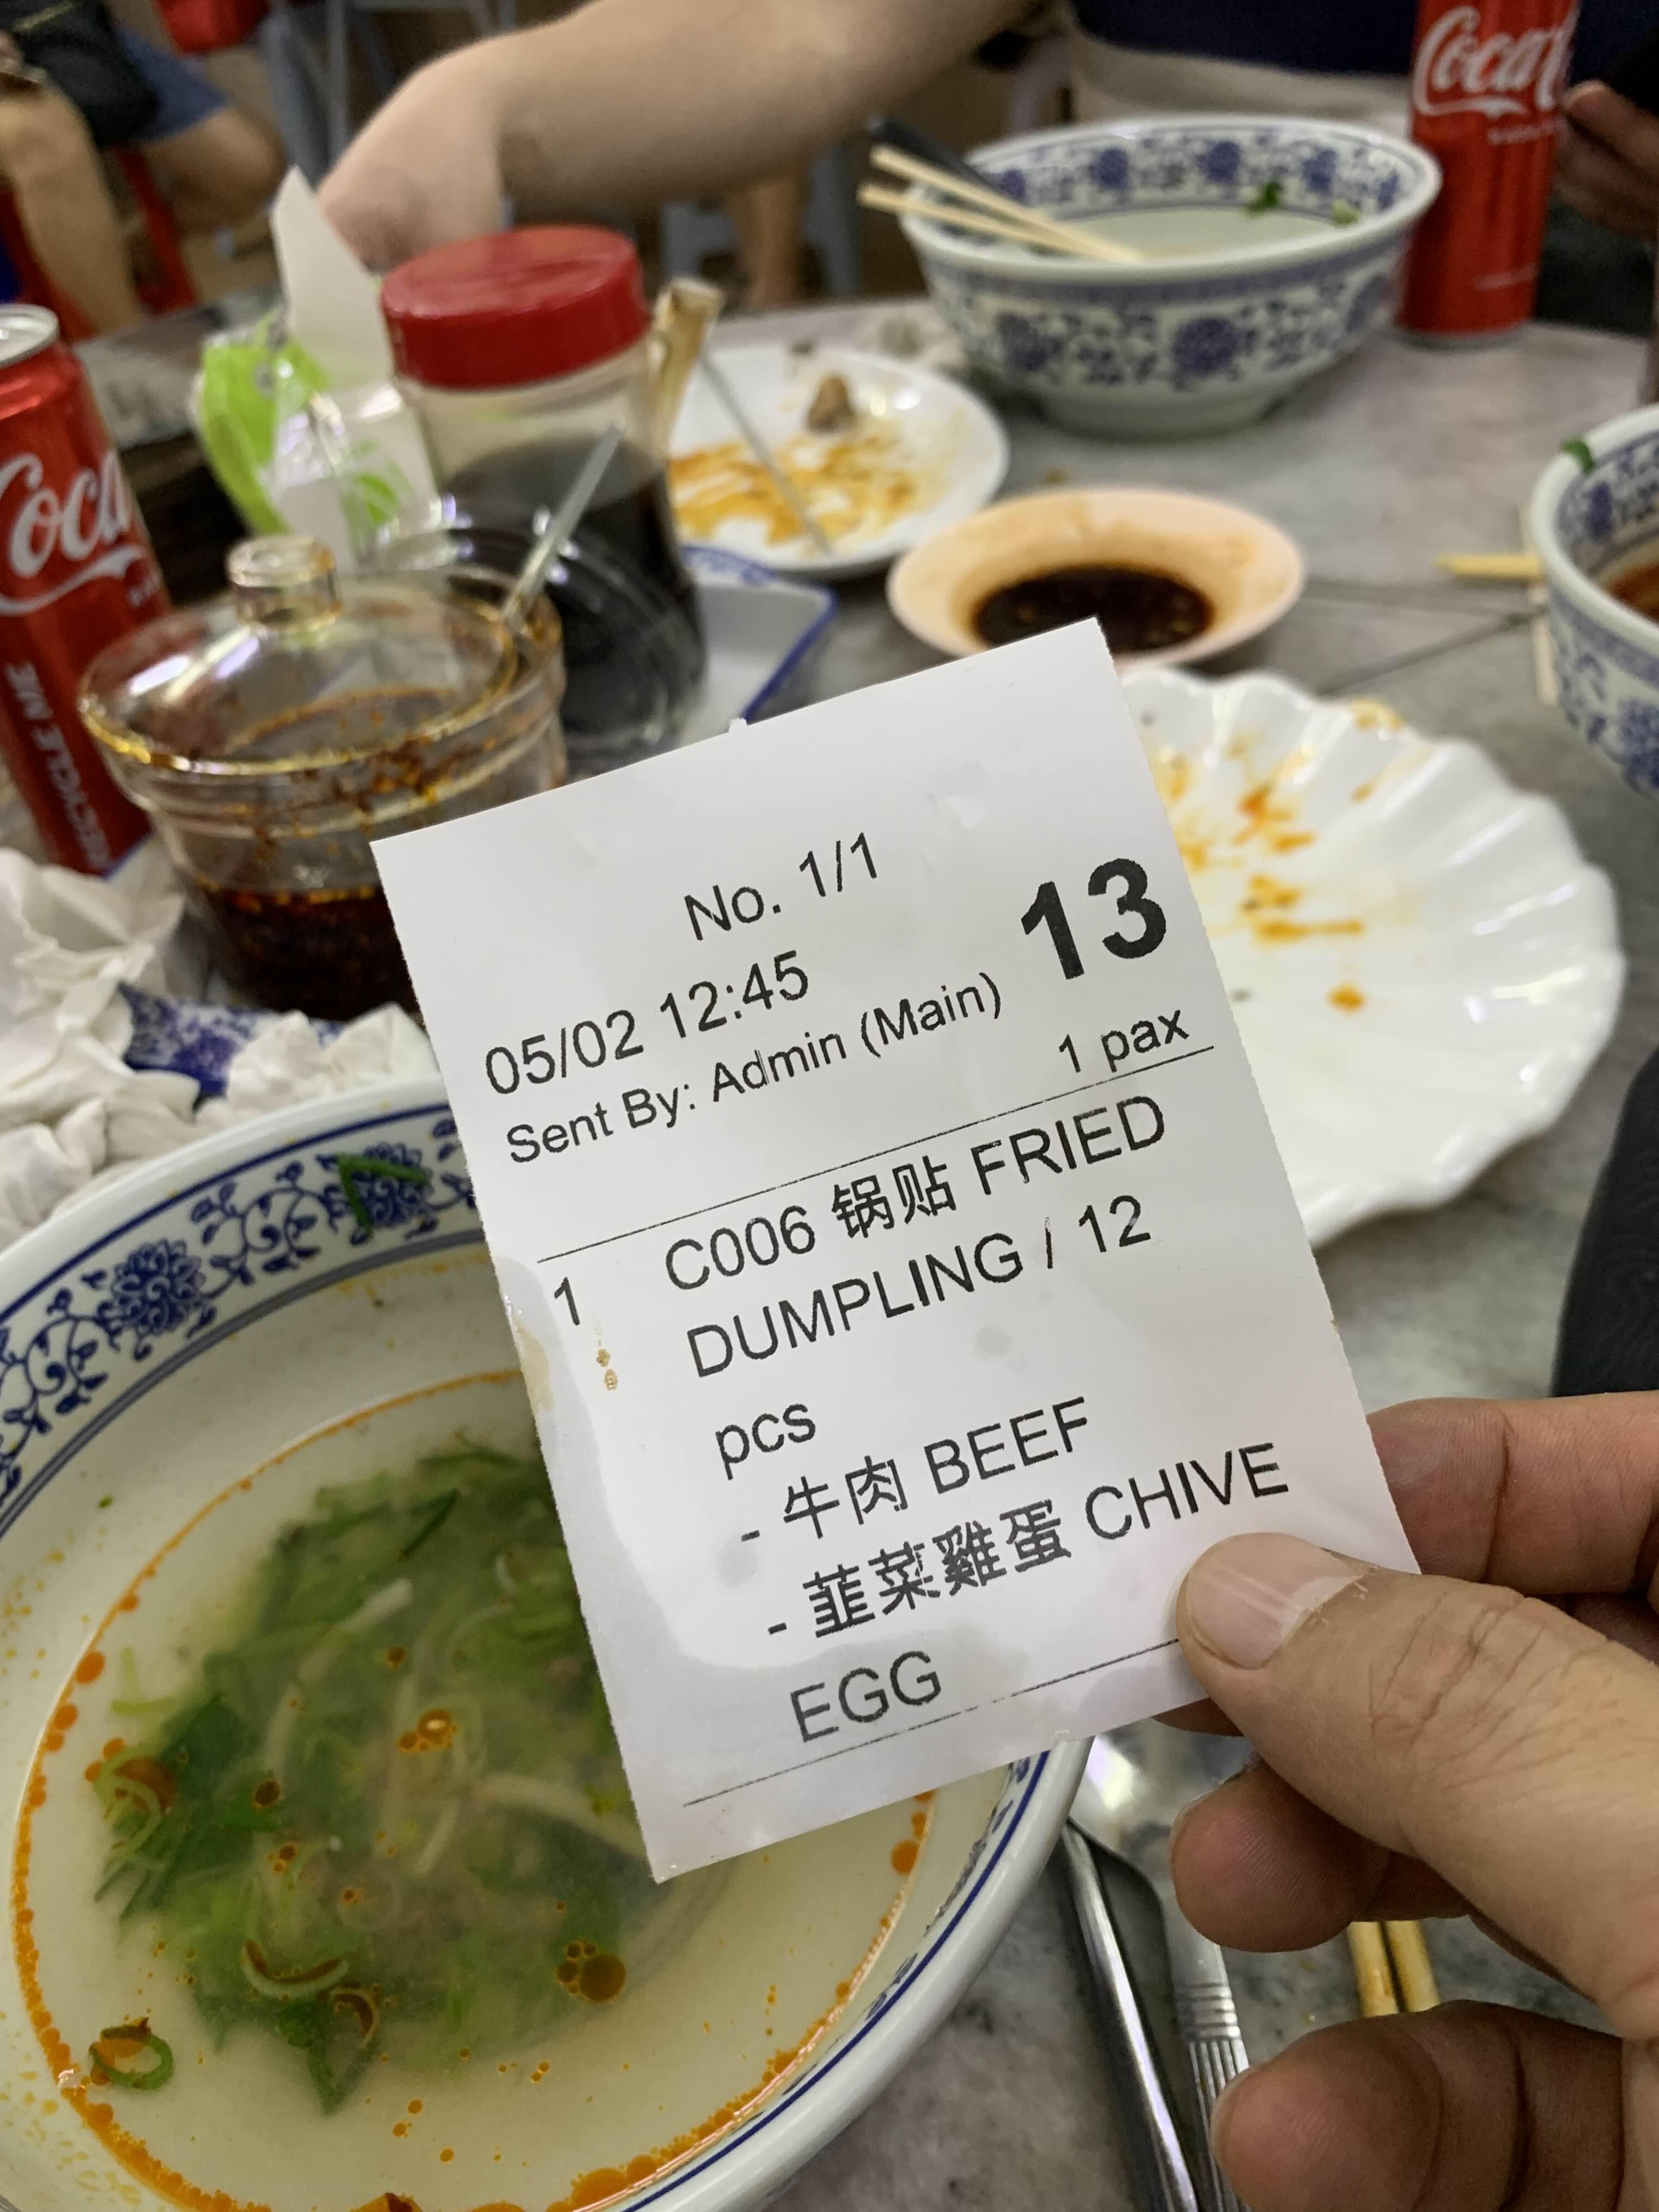 Coca
Coca
RECYCLE ME
No. 1/1
13
05/02 12:45
Sent By: Admin (Main)
1 pax
1 C006 锅贴 FRIED
DUMPLING / 12
pcs
- 牛肉 BEEF
- 韮菜雞蛋 CHIVE
EGG